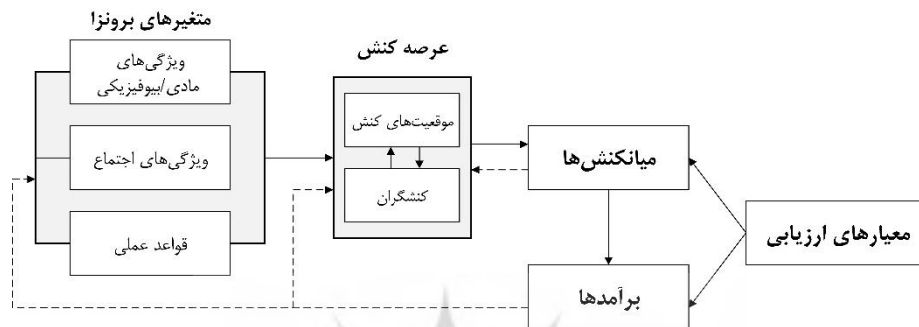 متغیرهای برونزا
ویژگی‌های
مادی/بیوفیزیکی
ویژگی‌های اجتماع
قواعد عملی
عرصه کنش
موقعیت‌های کنش
کنشگران
میانکنش‌ها
برآمدها
معیارهای ارزیابی